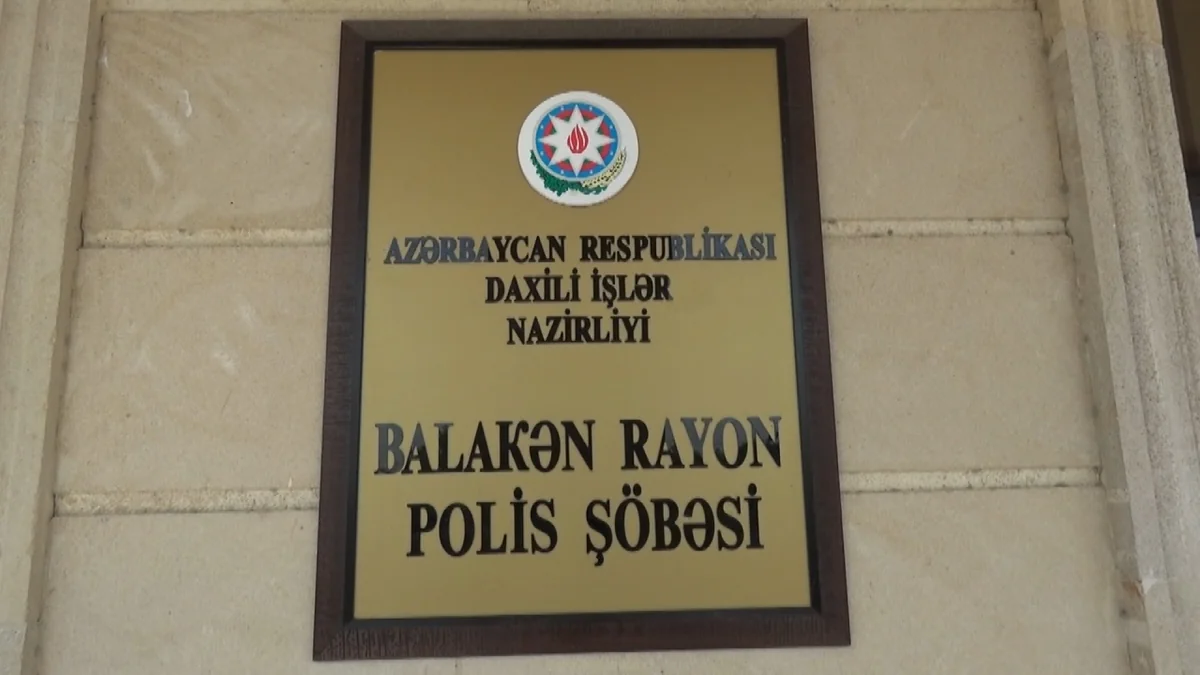 AZƏRBAYCAN RESPUBLİKASI
DAXİLİ İŞLƏR
NAZİRLİYİ
BALAKƏN RAYON
POLİS ŞÖBƏSİ